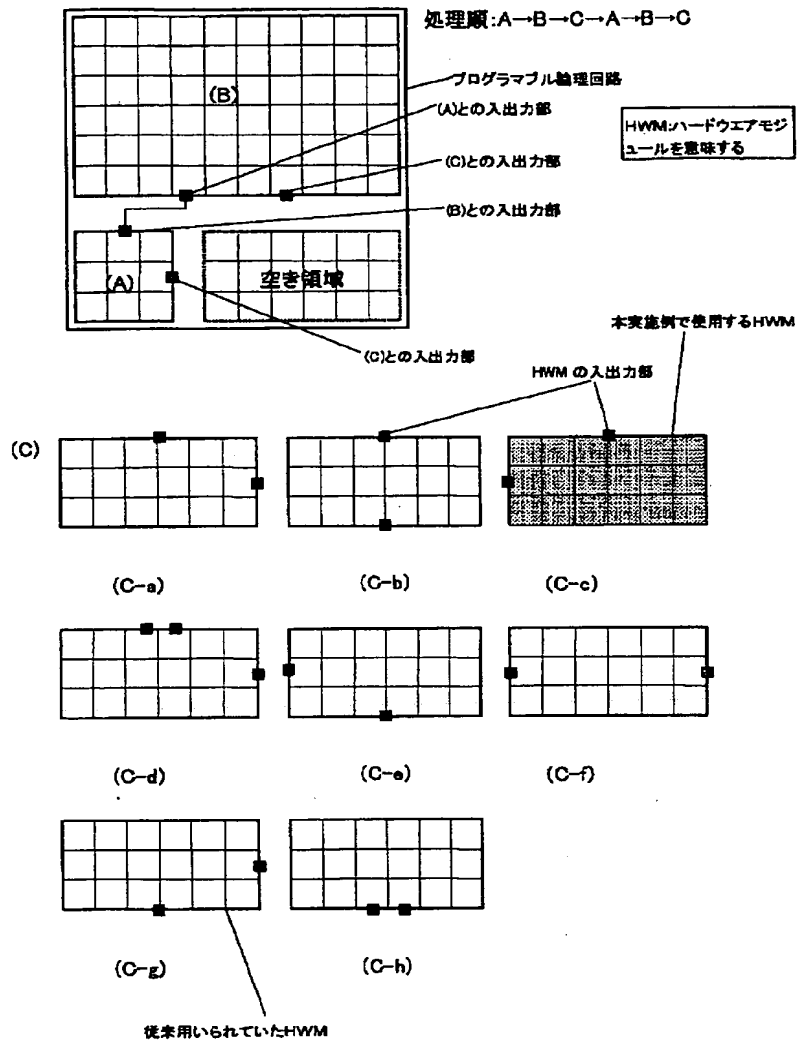 処理順:A→B→C→A→B→C
(B)
プログラマブル論理回路
(A)との入出力部
HWM:ハードウエアモジ
ュールを意味する
(C)との入出力部
(B)との入出力部
(A)
空き領域
(C)との入出力部
本実施例で使用するHWM
HWM の入出力部
(C)
(C-a)
(C-b)
(C-c)
(C-d)
(C-e)
(C-f)
(C-g)
(C-h)
従来用いられていたHWM